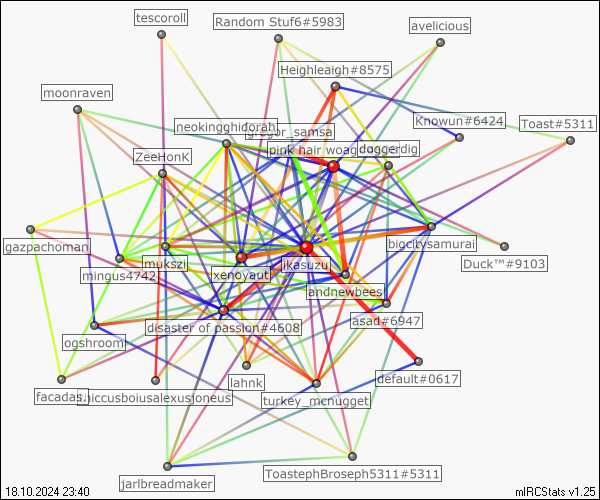 tescoroll
Random Stuf6#5983
avelicious
Heighleaigh#8575
moonraven
Knowun#6424
Toast#5311
neokingghidorah
_samsa
pink hair woag
doggerdig
ZeeHonK
gazpachoman
bigcitysamurai
mingus4742
mukszi
xenoyaut
ikasuzu
Duck™#9103
andnewbees
disaster of passion#4608
asad#6947
ogshroom
default#0617
lahnk
facadas.
hiccusboiusalexusjoneus
turkey_mcnugget
jarlbreadmaker
ToastephBroseph5311#5311
18.10.2024 23:40
mIRCStats v1.25